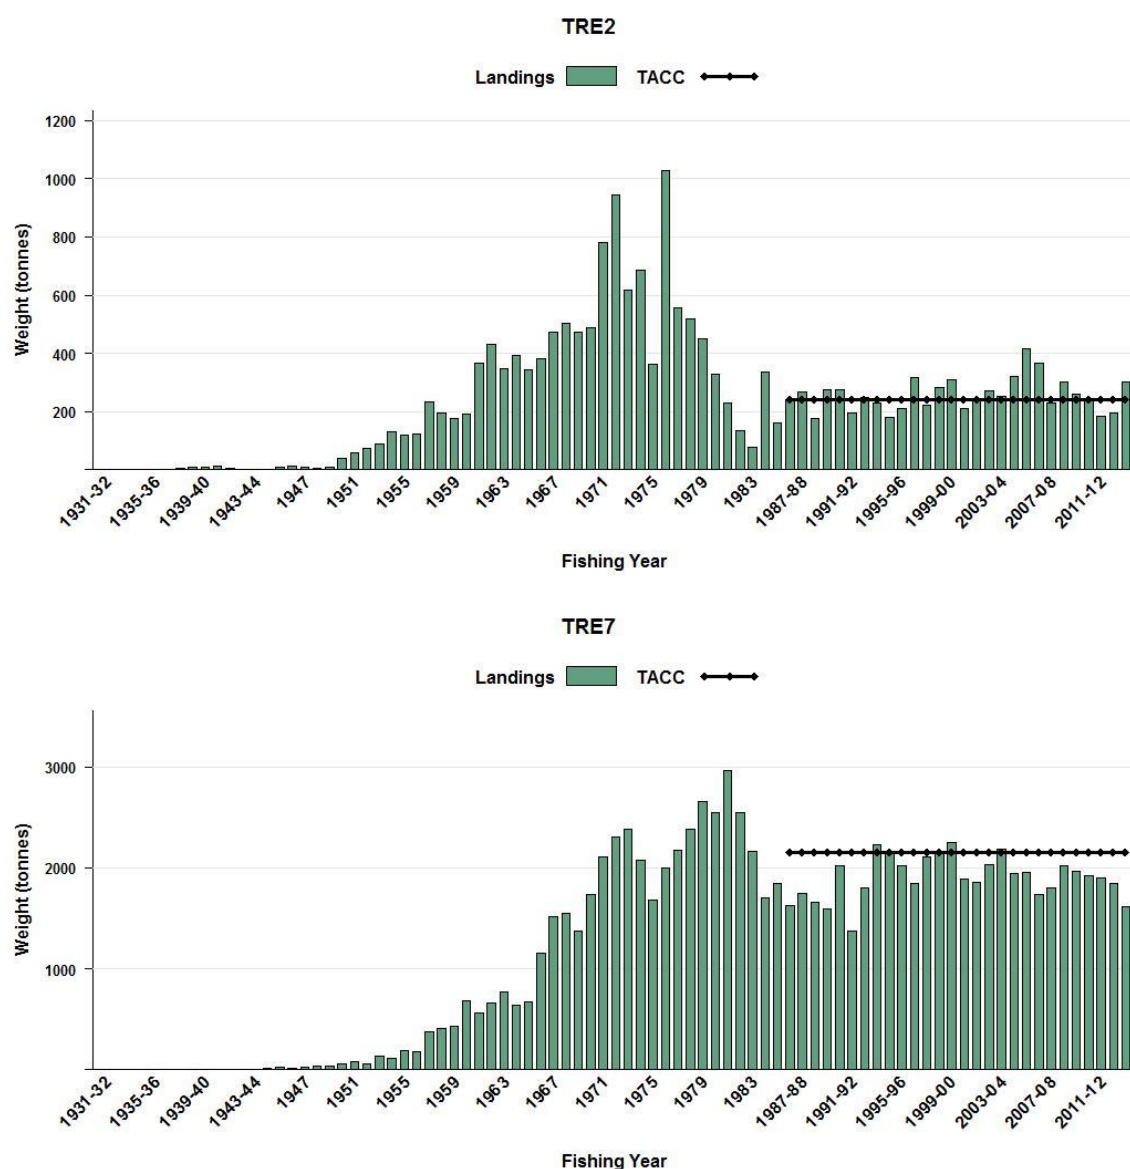 TRE2
Landings TACC
1200
1000
800
600
400
200
Weight (tonnes)
1931-32 1935-36 1939-40 1943-44 1947 1951 1955 1959 1963 1967 1971 1975 1979 1983 1987-88 1991-92 1995-96 1999-00 2003-04 2007-08 2011-12
Fishing Year
TRE7
Landings TACC
3000
2000
1000
Weight (tonnes)
1931-32 1935-36 1939-40 1943-44 1947 1951 1955 1959 1963 1967 1971 1975 1979 1983 1987-88 1991-92 1995-96 1999-00 2003-04 2007-08 2011-12
Fishing Year